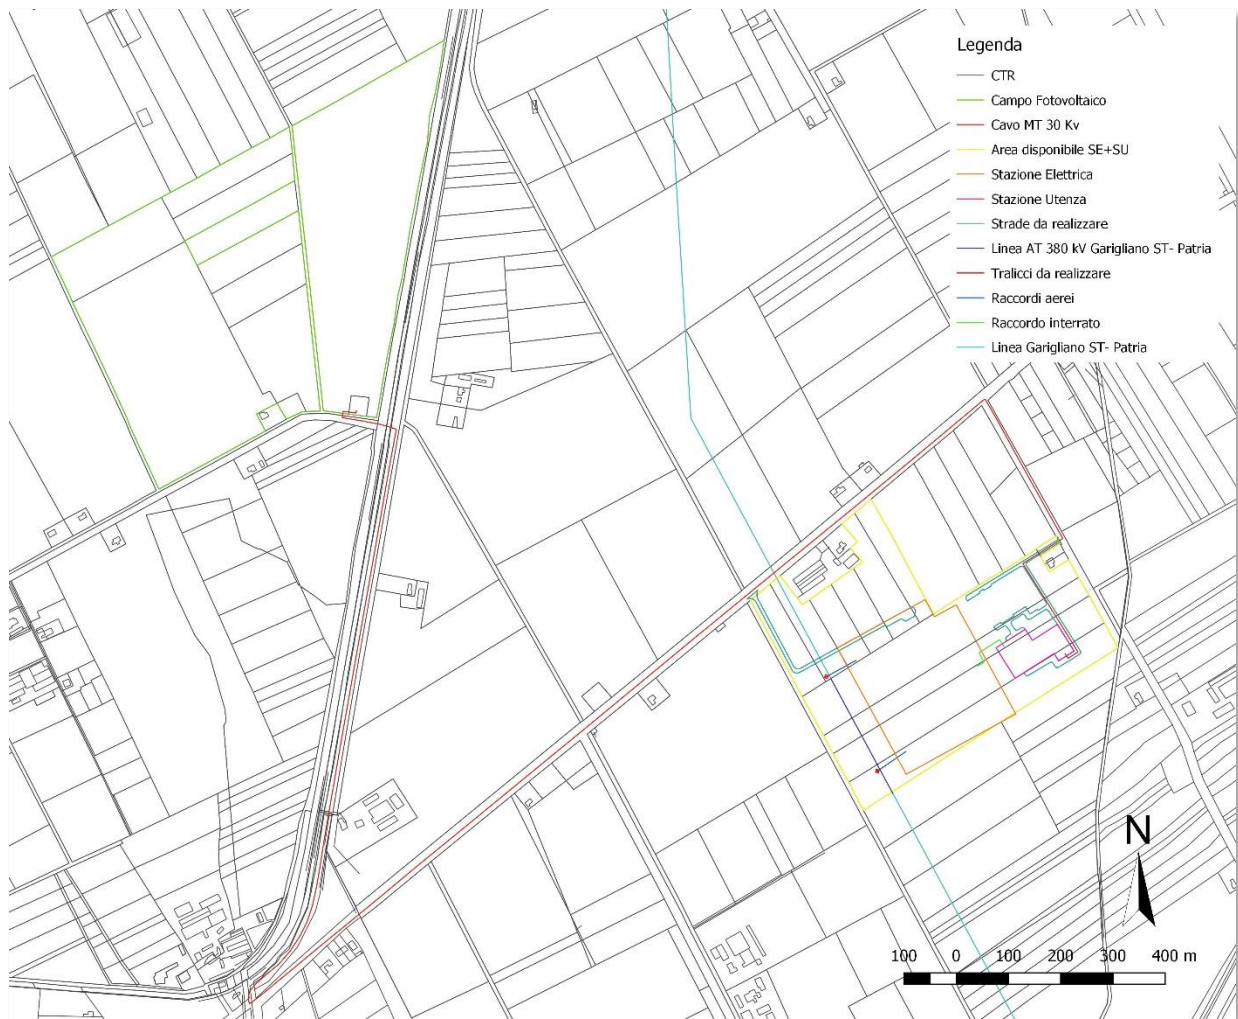 Legenda
CTR
Campo Fotovoltaico
Cavo MT 30 Kv
Area disponibile SE+SU
Stazione Elettrica
Stazione Utenza
Strade da realizzare
Linea AT 380 kV Garigliano ST- Patria
Tralicci da realizzare
Raccordi aerei
Raccordo interrato
Linea Garigliano ST- Patria
N
100 0 100 200 300 400 m